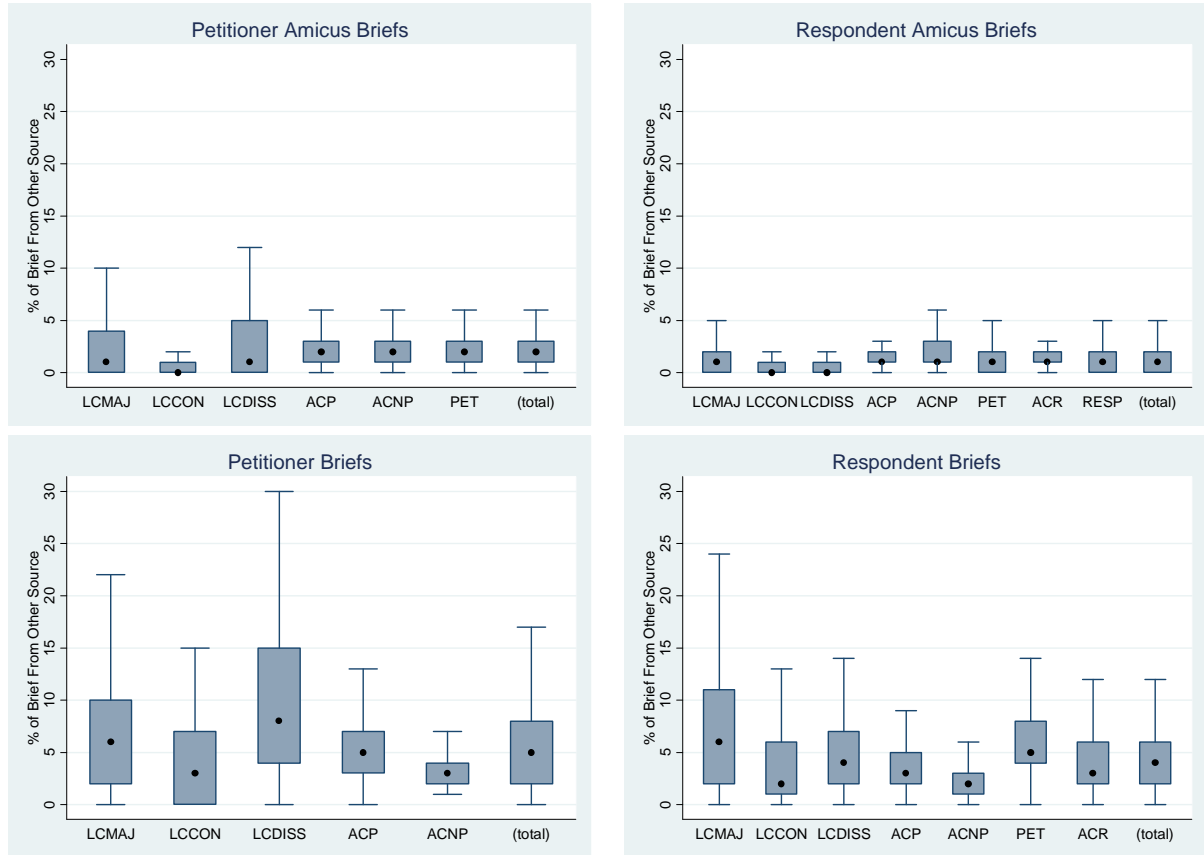 Petitioner Amicus Briefs
% of Brief From Other Source
30
25
20
15
10
5
0
LCMAJ LCCON LCDISS ACP ACNP PET (total)
Respondent Amicus Briefs
% of Brief From Other Source
30
25
20
15
10
5
0
LCMAJ LCCON LCDISS ACP ACNP PET ACR RESP (total)
Petitioner Briefs
% of Brief From Other Source
30
25
20
15
10
5
0
LCMAJ LCCON LCDISS ACP ACNP (total)
Respondent Briefs
% of Brief From Other Source
30
25
20
15
10
5
0
LCMAJ LCCON LCDISS ACP ACNP PET ACR (total)